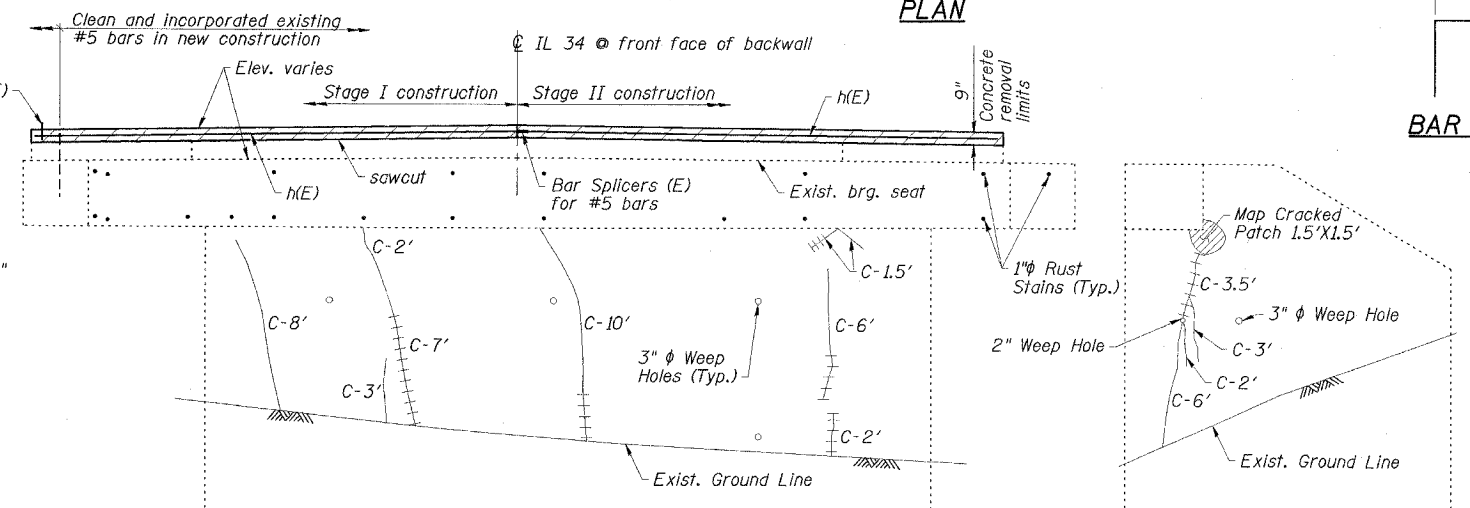 PLAN
Clean and incorporated existing
#5 bars in new construction
℄ IL 34 @ front face of backwall
Elev. varies
Stage I construction
Stage II construction
h(E)
9"
Concrete
removal
limits
BAR
sawcut
h(E)
Bar Splicers (E)
for #5 bars
Exist. brg. seat
Map Cracked
Patch 1.5'X1.5'
C-2'
C-1.5'
1"ϕ Rust
Stains (Typ.)
C-3.5'
C-8'
C-7'
C-10'
C-6'
3" ϕ Weep Hole
2" Weep Hole
3" ϕ Weep
Holes (Typ.)
C-3'
C-3'
C-2'
C-6'
C-2'
Exist. Ground Line
Exist. Ground Line